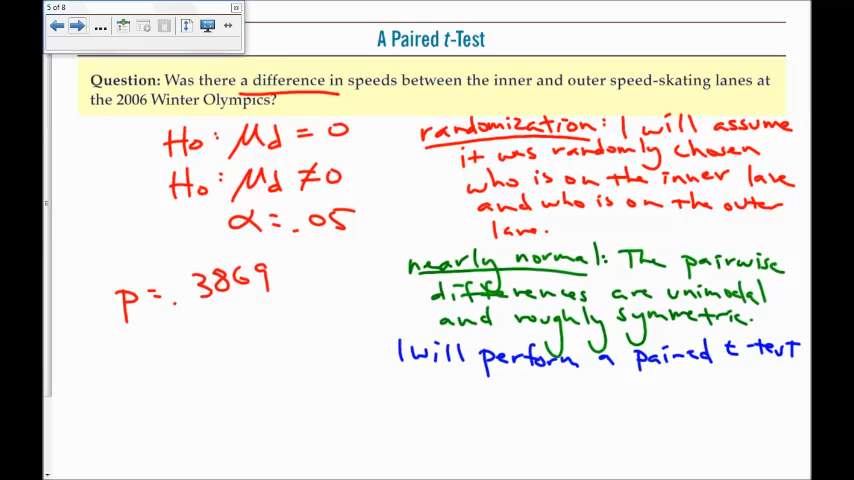 5 of 8
A Paired t-Test
Question: Was there a difference in speeds between the inner and outer speed-skating lanes at
the 2006 Winter Olympics?
Ho: μd = 0
Ho: μd ≠ 0
α = .05
p = .3869
randomization: I will assume
it was randomly chosen
who is on the inner lane
and who is on the outer
lane.
nearly normal: The pairwise
differences are unimodal
and roughly symmetric.
I will perform a paired t-test